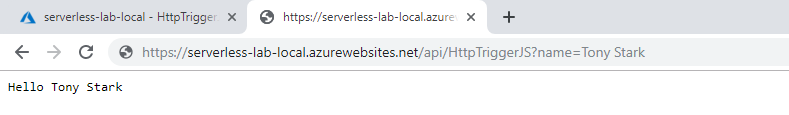 serverless-lab-local - HttpTrigger
https://serverless-lab-local.azurew
https://serverless-lab-local.azurewebsites.net/api/HttpTriggerJS?name=Tony Stark
Hello Tony Stark